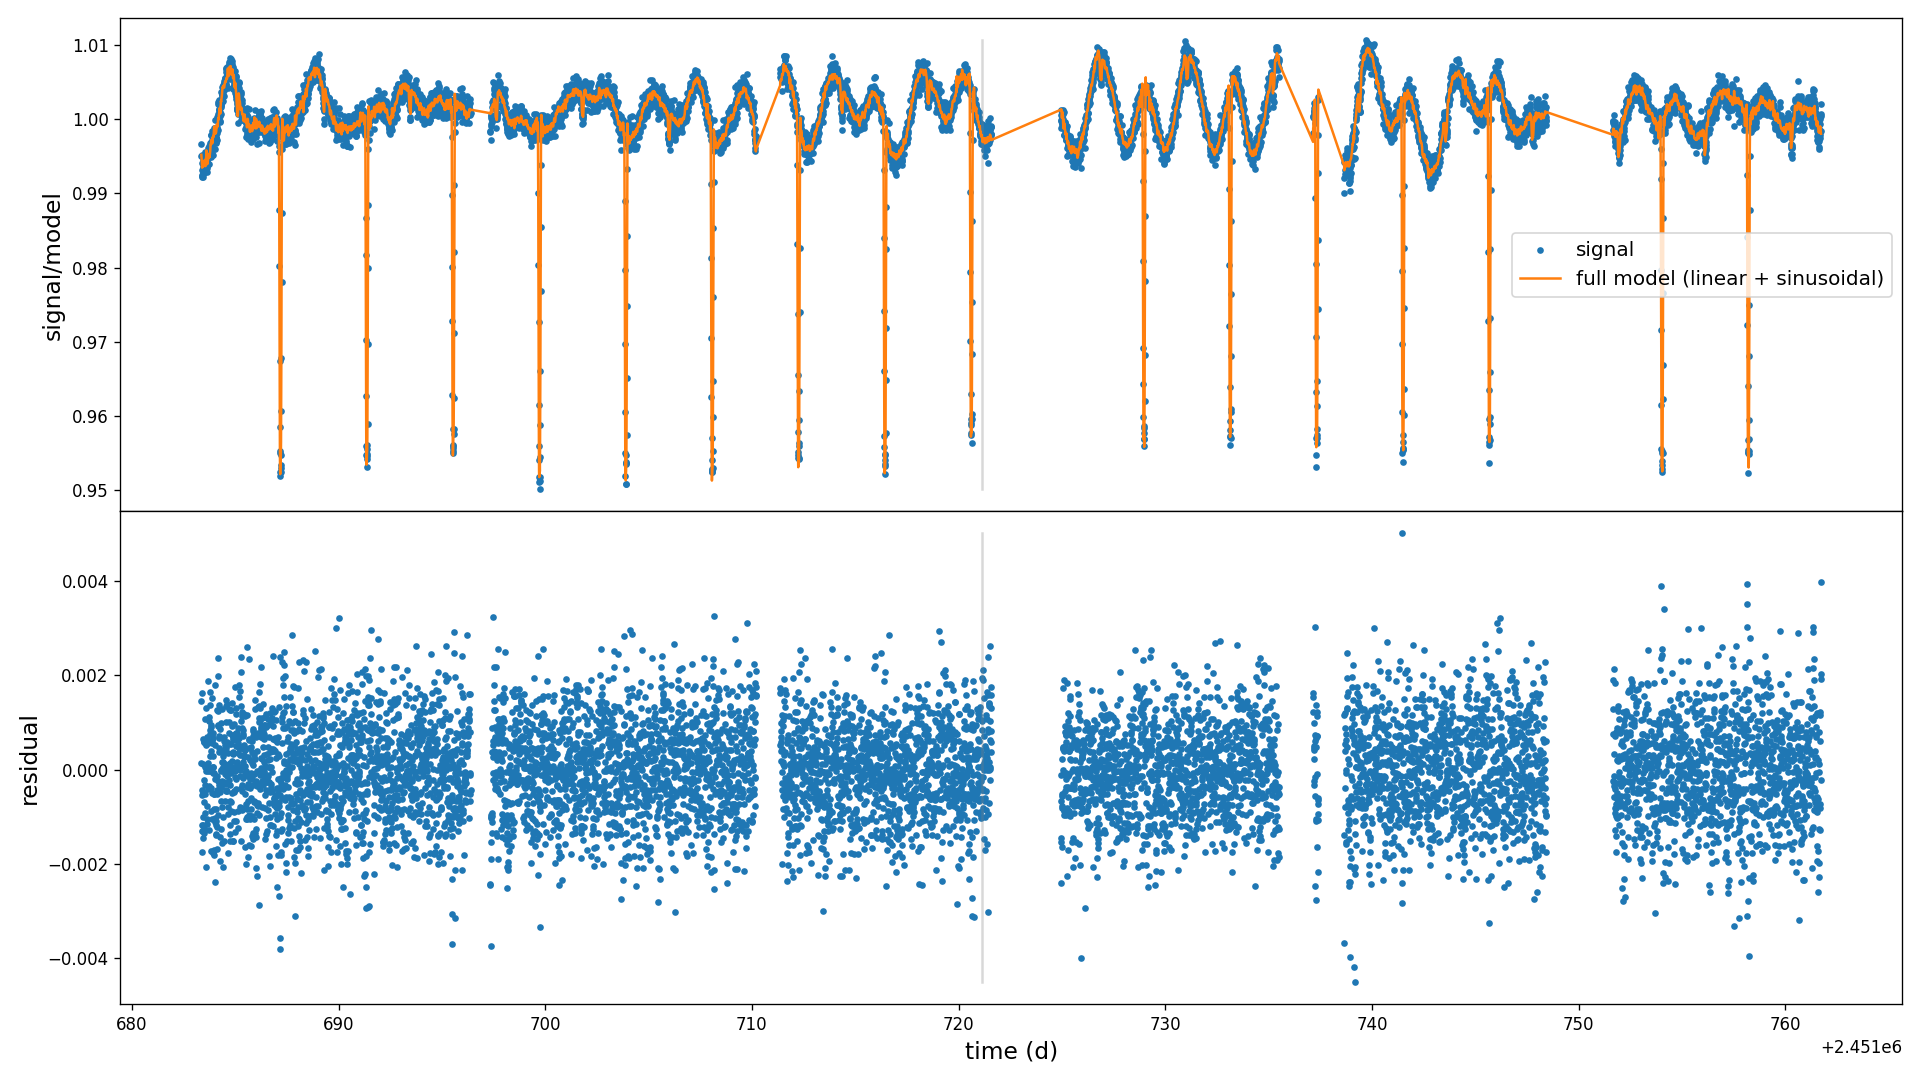 1.01
1.00
0.99
0.98
0.97
0.96
0.95
signal/model
signal
full model (linear + sinusoidal)
0.004
0.002
0.000
−0.002
−0.004
residual
680 690 700 710 720 730 740 750 760
time (d)
+2.451e6